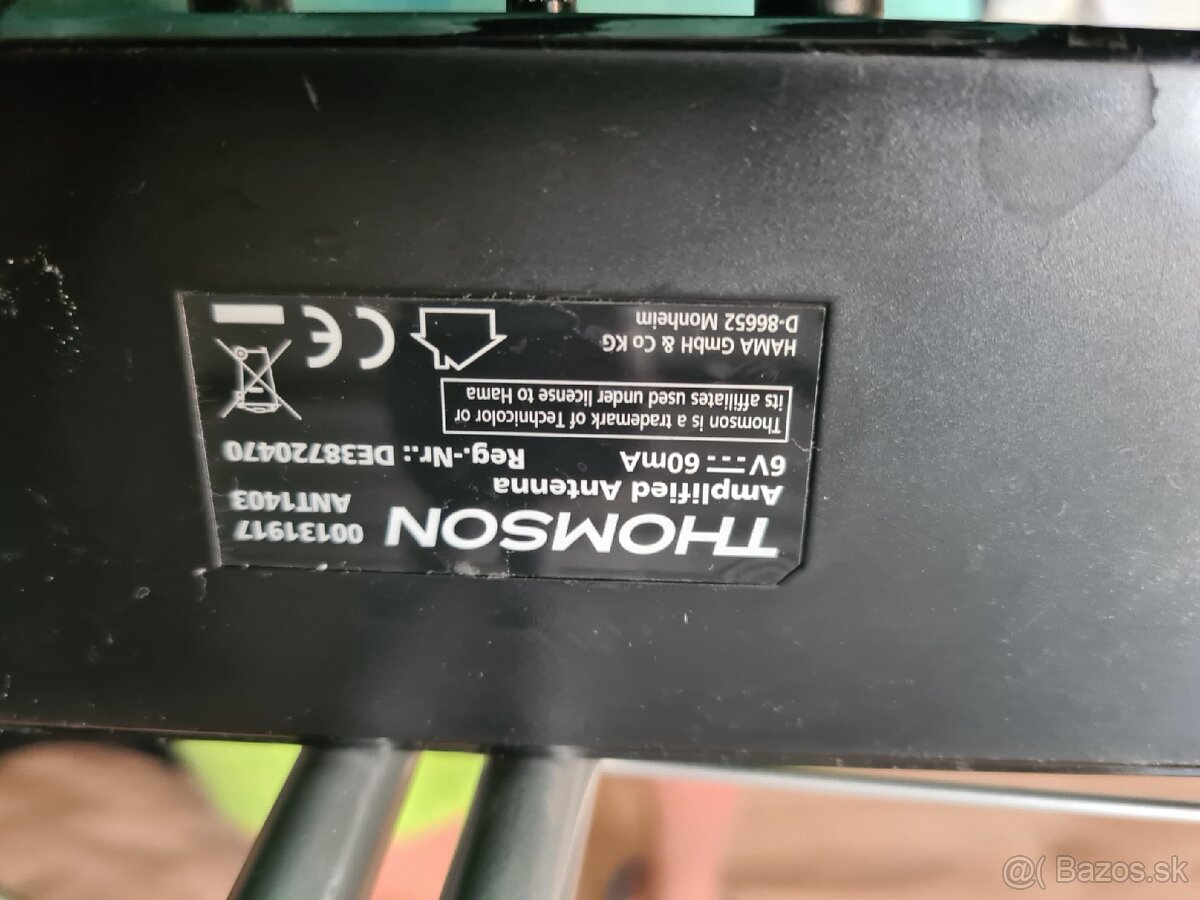 THOMSON 00131917
Amplified Antenna ANT1403
6V 60mA Reg.-Nr.: DE38720470
Thomson is a trademark of Technicolor or
its affiliates used under license to Hama
HAMA GmbH & Co KG
D-86652 Monheim
CE
@( Bazos.sk